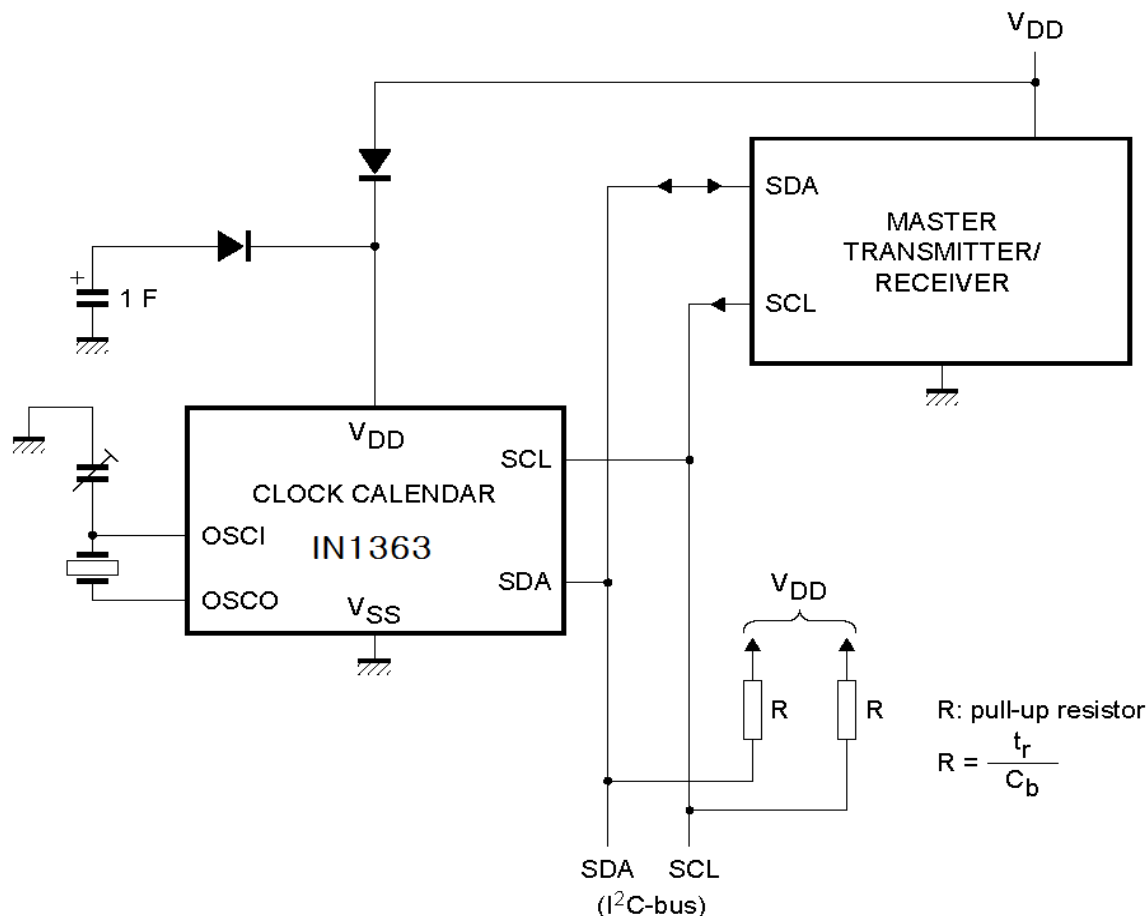 VDD
SDA
MASTER
TRANSMITTER/
RECEIVER
SCL
+
1 F
VDD
SCL
CLOCK CALENDAR
OSCI
IN1363
SDA
OSCO
VSS
VDD
R
R
R: pull-up resistor
R = tr
Cb
SDA SCL
(I²C-bus)